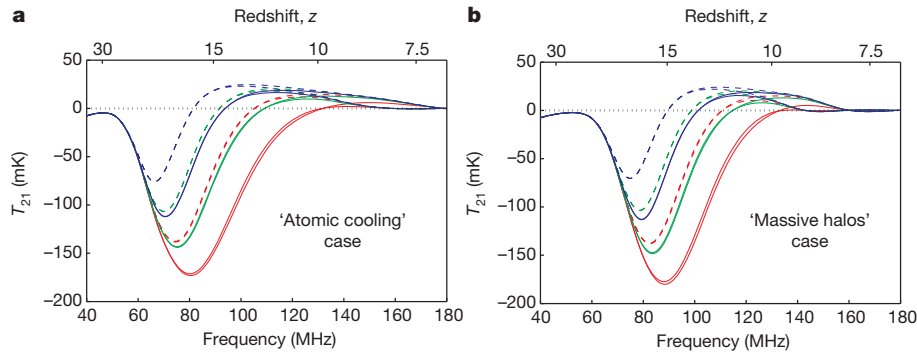 a
Redshift, z
30 15 10 7.5
50
0
−50
−100
−150
−200
T21 (mK)
'Atomic cooling'
case
40 60 80 100 120 140 160 180
Frequency (MHz)
b
Redshift, z
30 15 10 7.5
50
0
−50
−100
−150
−200
T21 (mK)
'Massive halos'
case
40 60 80 100 120 140 160 180
Frequency (MHz)